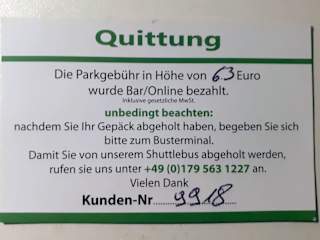 Quittung
Die Parkgebühr in Höhe von 63 Euro
wurde Bar/Online bezahlt.
Inklusive gesetzliche MwSt.
unbedingt beachten:
nachdem Sie Ihr Gepäck abgeholt haben, begeben Sie sich
bitte zum Busterminal.
Damit Sie von unserem Shuttlebus abgeholt werden,
rufen sie uns unter +49 (0)179 563 1227 an.
Vielen Dank
Kunden-Nr....9918......